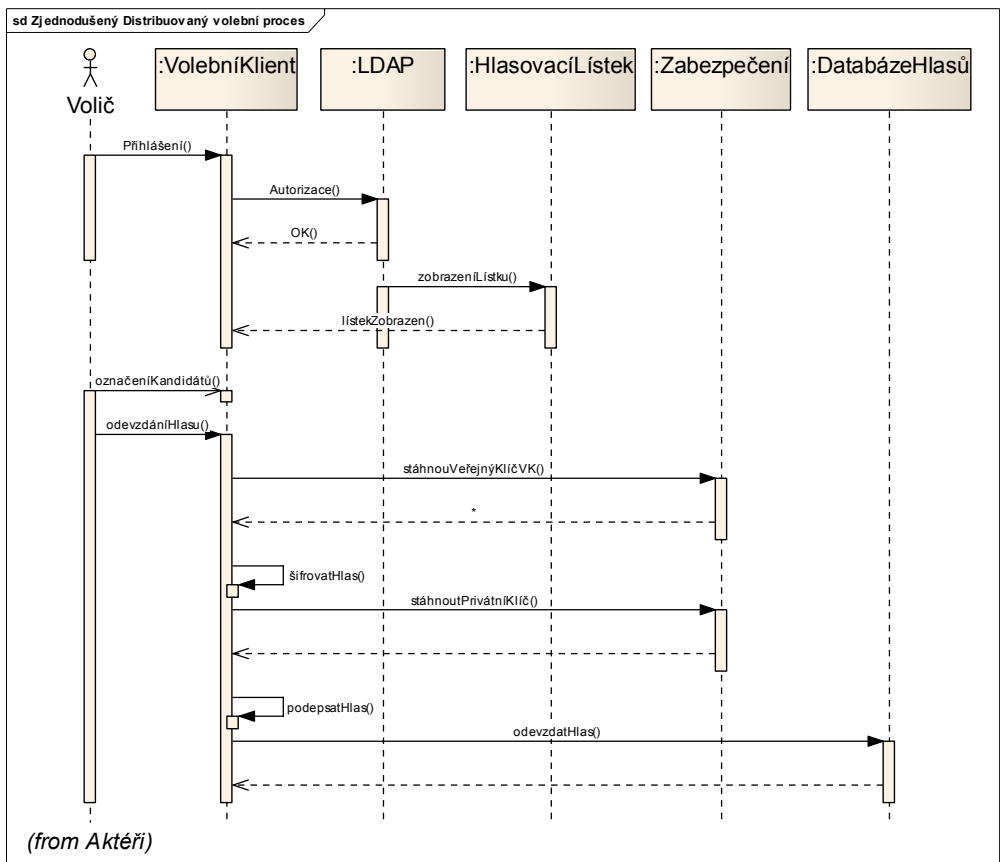 sd Zjednodušený Distribuovaný volební proces
Volič
:VolebníKlient
:LDAP
:HlasovacíLístek
:Zabezpečení
:DatabázeHlasů
Přihlášení()
Autorizace()
OK()
zobrazeníLístku()
lístekZobrazen()
označeníKandidátů()
odevzdáníHlasu()
stáhnouVeřejnýKlíčVK()
*
šifrovatHlas()
stáhnoutPrivátníKlíč()
podepsatHlas()
odevzdatHlas()
(from Aktéři)